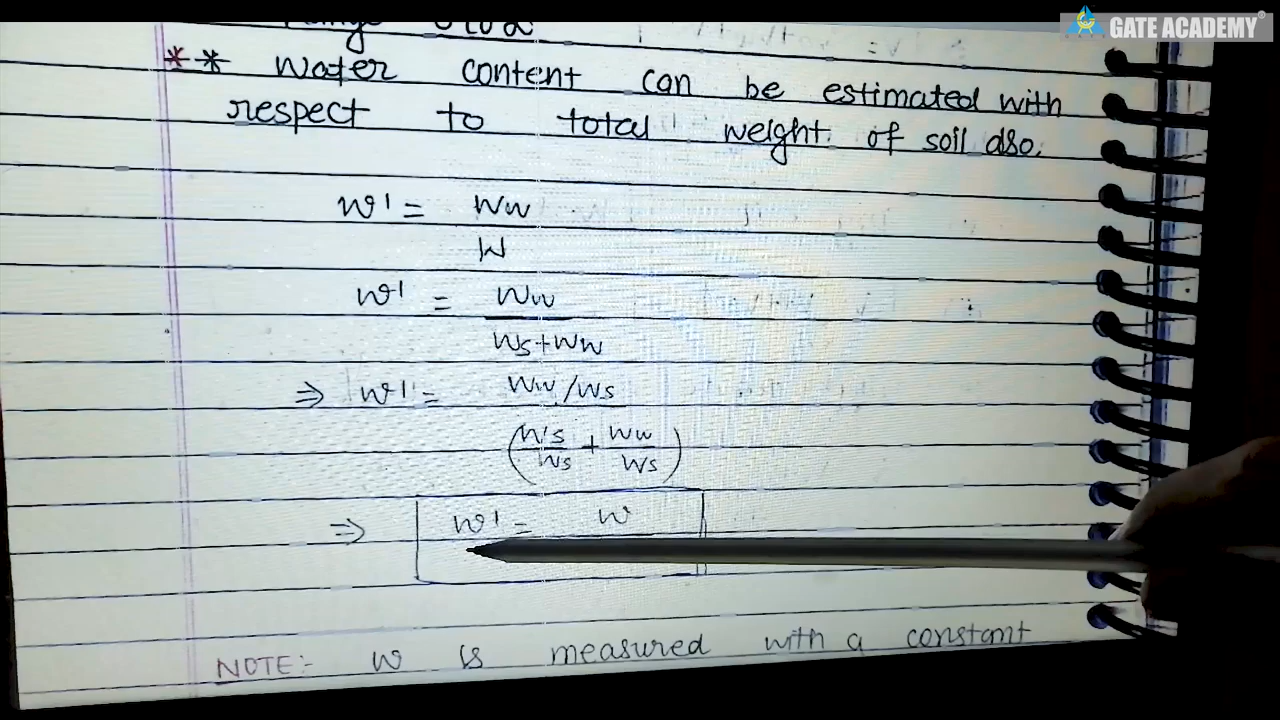 GATE ACADEMY®
** Water content can be estimated with
respect to total weight of soil also.
w' = Ww
W
w' = Ww
Ws+Ww
⇒ w' = Ww/Ws
(Ws/Ws + Ww/Ws)
⇒ w' = w
NOTE:- w is measured with a constant